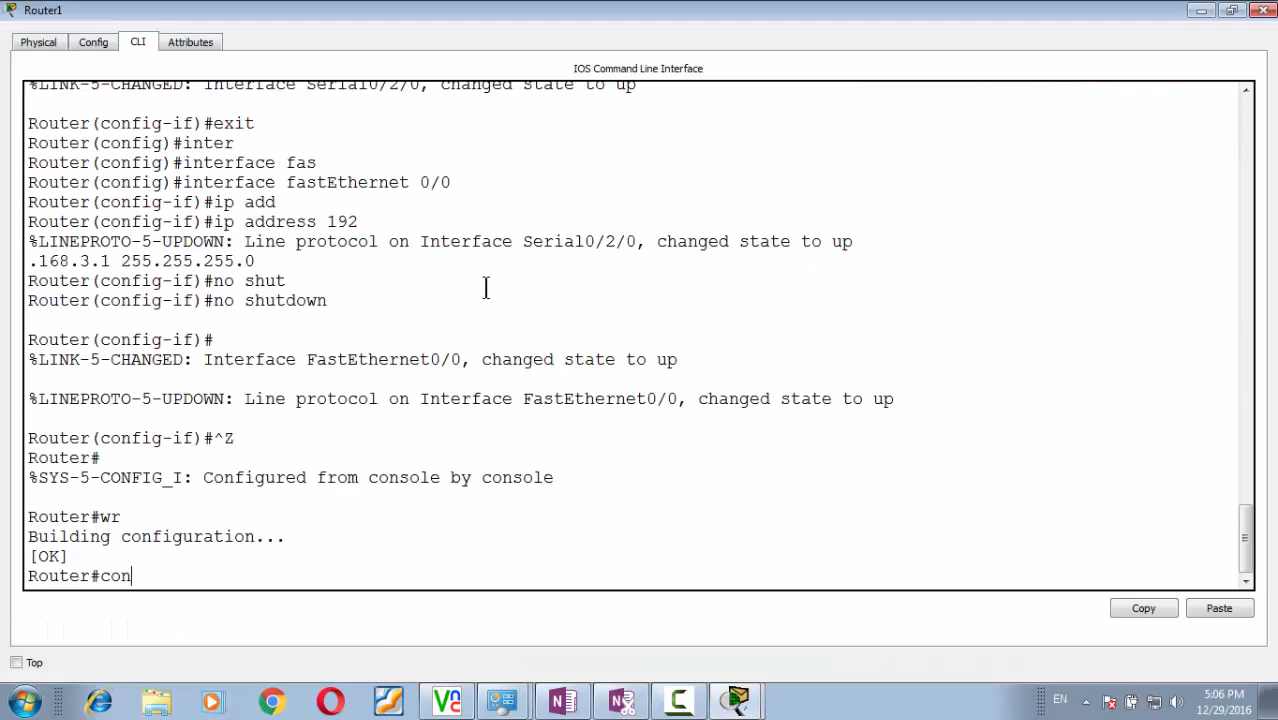 Router1
Physical Config CLI Attributes
IOS Command Line Interface
%LINK-5-CHANGED: Interface Serial0/2/0, changed state to up
Router(config-if)#exit
Router(config)#inter
Router(config)#interface fas
Router(config)#interface fastEthernet 0/0
Router(config-if)#ip add
Router(config-if)#ip address 192
%LINEPROTO-5-UPDOWN: Line protocol on Interface Serial0/2/0, changed state to up
.168.3.1 255.255.255.0
Router(config-if)#no shut
Router(config-if)#no shutdown
Router(config-if)#
%LINK-5-CHANGED: Interface FastEthernet0/0, changed state to up
%LINEPROTO-5-UPDOWN: Line protocol on Interface FastEthernet0/0, changed state to up
Router(config-if)#^Z
Router#
%SYS-5-CONFIG_I: Configured from console by console
Router#wr
Building configuration...
[OK]
Router#con
Copy Paste
Top
EN 5:06 PM
12/29/2016